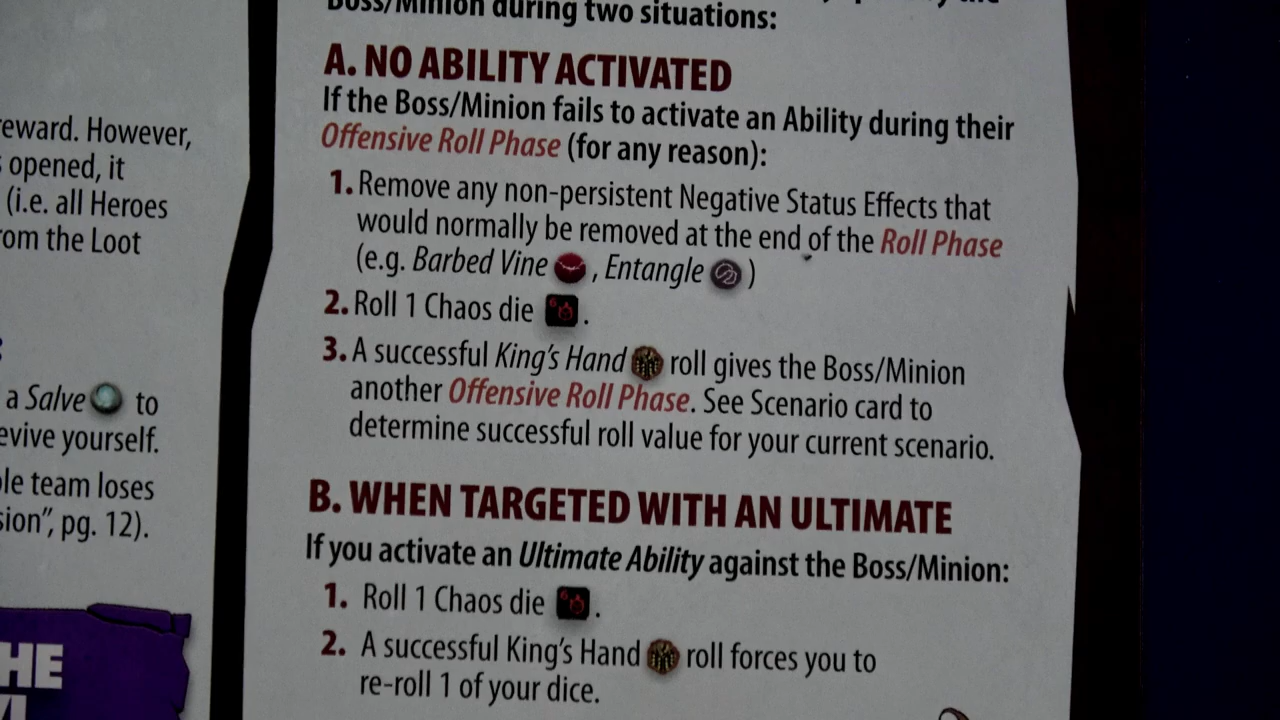 reward. However,
opened, it
(i.e. all Heroes
from the Loot
a Salve to
revive yourself.
team loses
pg. 12).
Boss/Minion during two situations:
A. NO ABILITY ACTIVATED
If the Boss/Minion fails to activate an Ability during their
Offensive Roll Phase (for any reason):
1. Remove any non-persistent Negative Status Effects that
would normally be removed at the end of the Roll Phase
(e.g. Barbed Vine , Entangle )
2. Roll 1 Chaos die .
3. A successful King's Hand roll gives the Boss/Minion
another Offensive Roll Phase. See Scenario card to
determine successful roll value for your current scenario.
B. WHEN TARGETED WITH AN ULTIMATE
If you activate an Ultimate Ability against the Boss/Minion:
1. Roll 1 Chaos die .
2. A successful King's Hand roll forces you to
re-roll 1 of your dice.